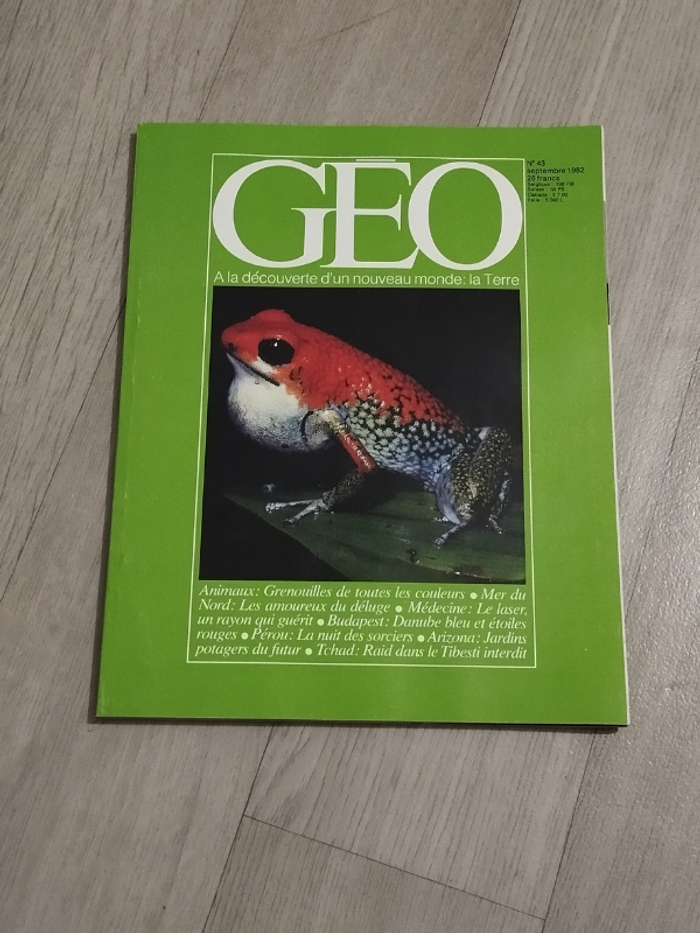 GEO
N° 43
septembre 1982
A la découverte d'un nouveau monde: la Terre
Animaux: Grenouilles de toutes les couleurs ● Mer du
Nord: Les amoureux du déluge ● Médecine: Le laser,
un rayon qui guérit ● Budapest: Danube bleu et étoiles
rouges ● Pérou: La nuit des sorciers ● Arizona: Jardins
potagers du futur ● Tchad: Raid dans le Tibesti interdit